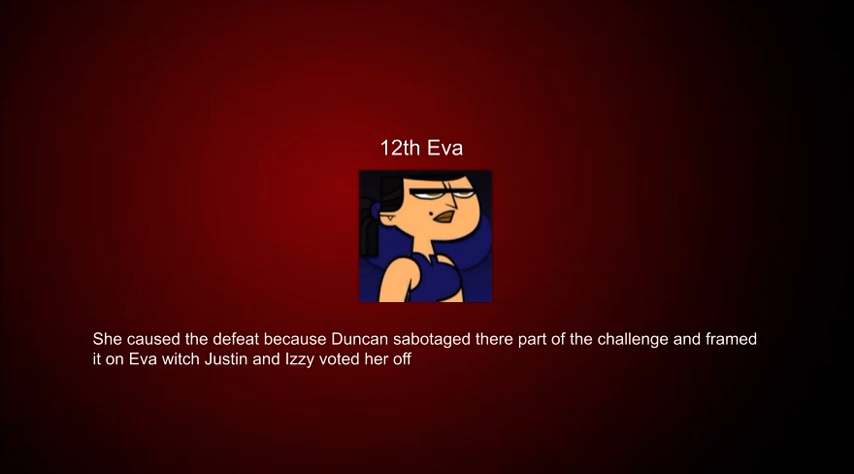 12th Eva
She caused the defeat because Duncan sabotaged there part of the challenge and framed
it on Eva witch Justin and Izzy voted her off